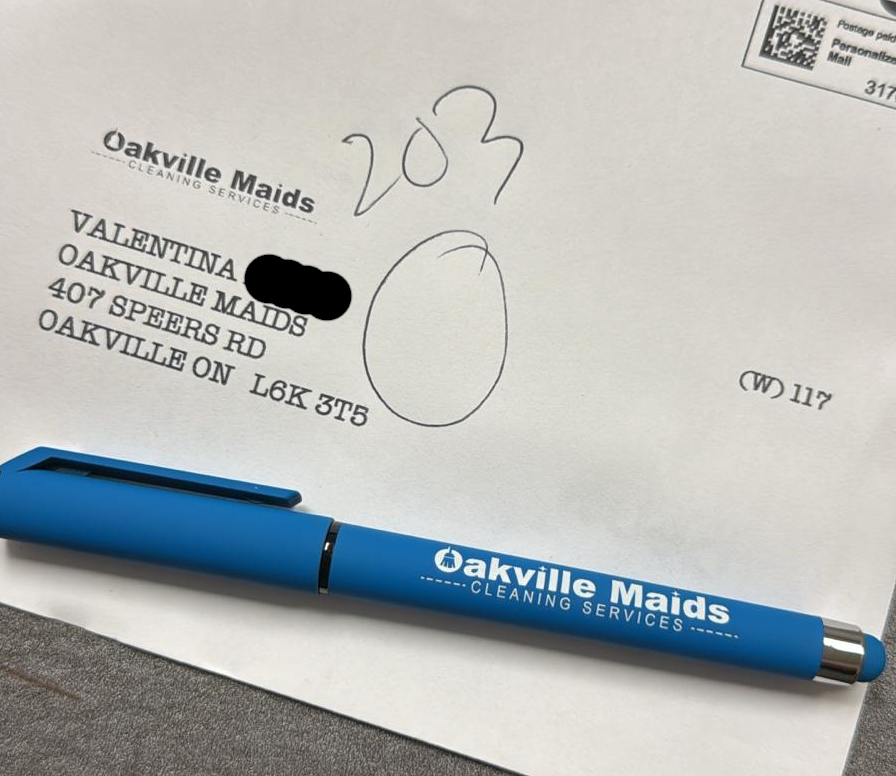 Postage paid
Personalize
Mail
317
203
Oakville Maids
CLEANING SERVICES
VALENTINA
OAKVILLE MAIDS
407 SPEERS RD
OAKVILLE ON L6K 3T5
(W) 117
Oakville Maids
CLEANING SERVICES